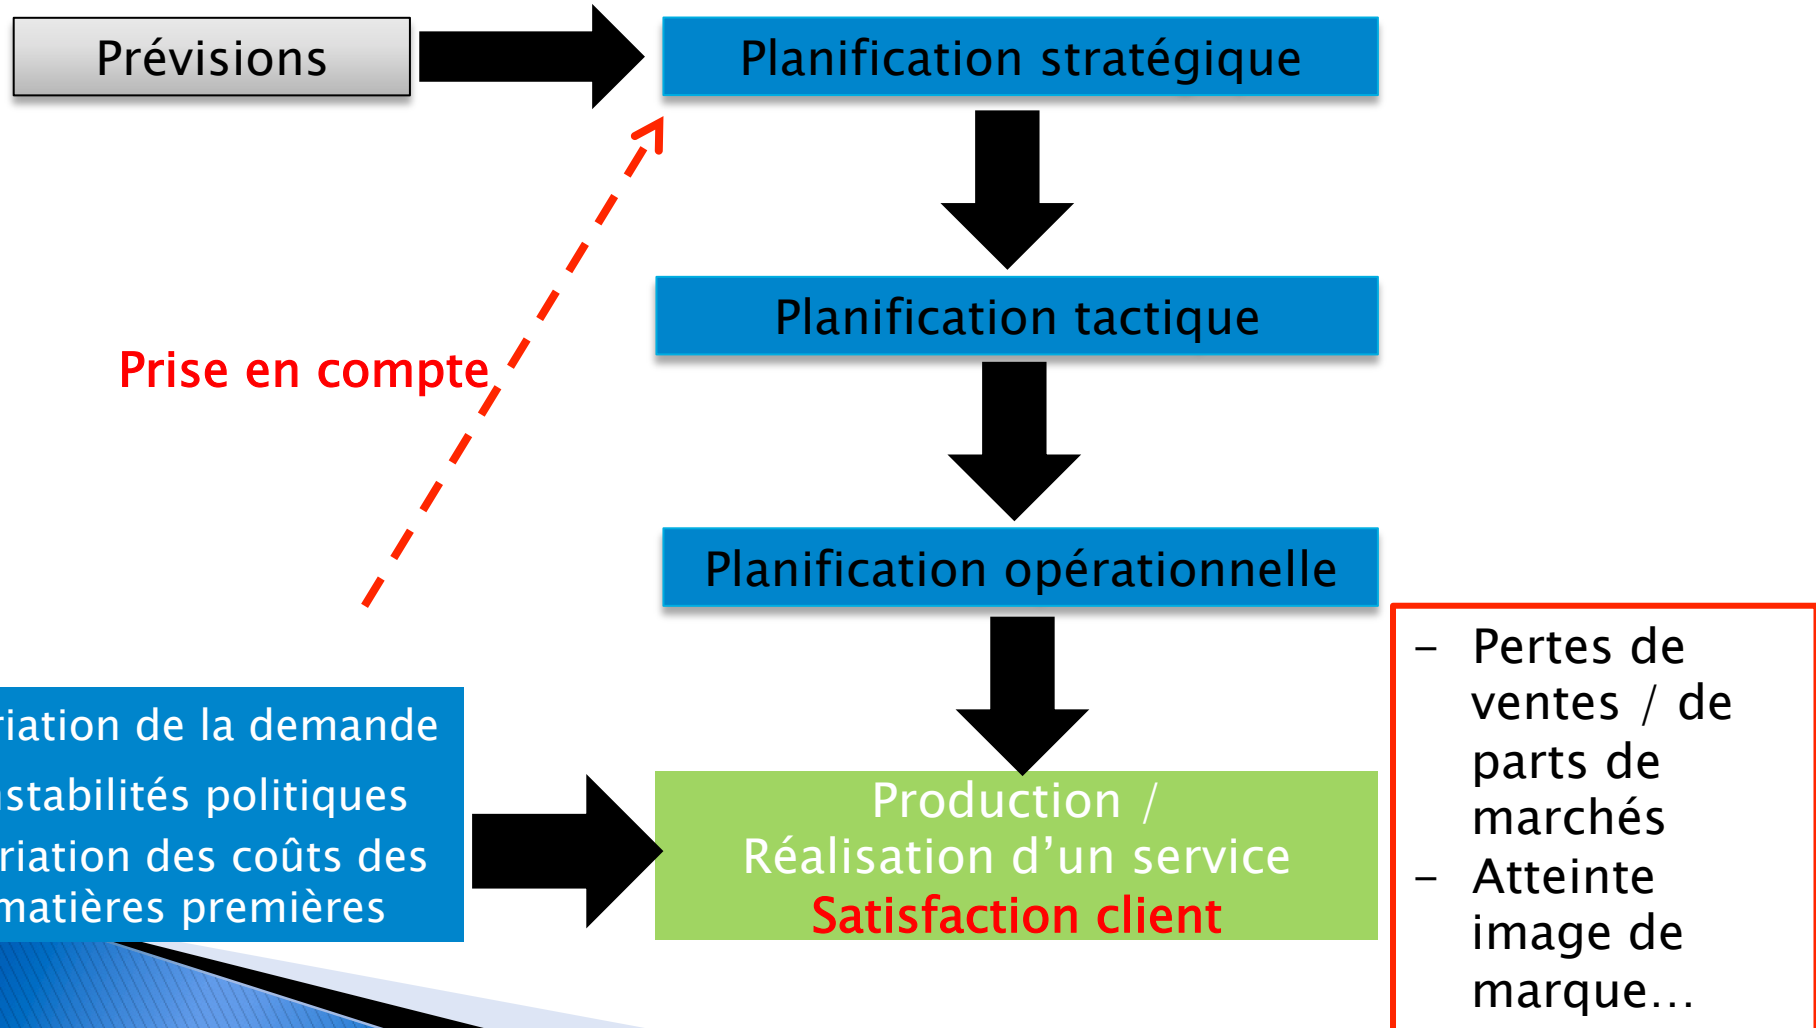 Prévisions
Planification stratégique
Planification tactique
Prise en compte
Planification opérationnelle
riation de la demande
stabilités politiques
riation des coûts des
matières premières
Production /
Réalisation d’un service
Satisfaction client
– Pertes de
ventes / de
parts de
marchés
– Atteinte
image de
marque…